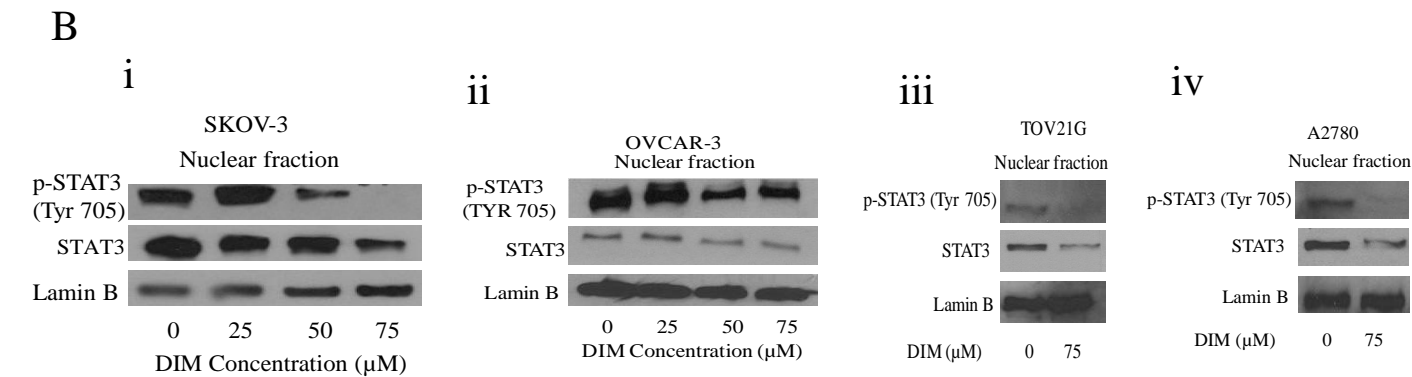 B
i
SKOV-3
Nuclear fraction
p-STAT3
(Tyr 705)
STAT3
Lamin B
0 25 50 75
DIM Concentration (µM)
ii
OVCAR-3
Nuclear fraction
p-STAT3
(TYR 705)
STAT3
Lamin B
0 25 50 75
DIM Concentration (µM)
iii
TOV21G
Nuclear fraction
p-STAT3 (Tyr 705)
STAT3
Lamin B
DIM (µM) 0 75
iv
A2780
Nuclear fraction
p-STAT3 (Tyr 705)
STAT3
Lamin B
DIM (µM) 0 75